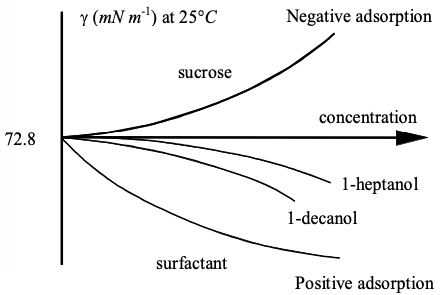 γ (mN m⁻¹) at 25°C
Negative adsorption
sucrose
concentration
72.8
1-heptanol
1-decanol
surfactant
Positive adsorption